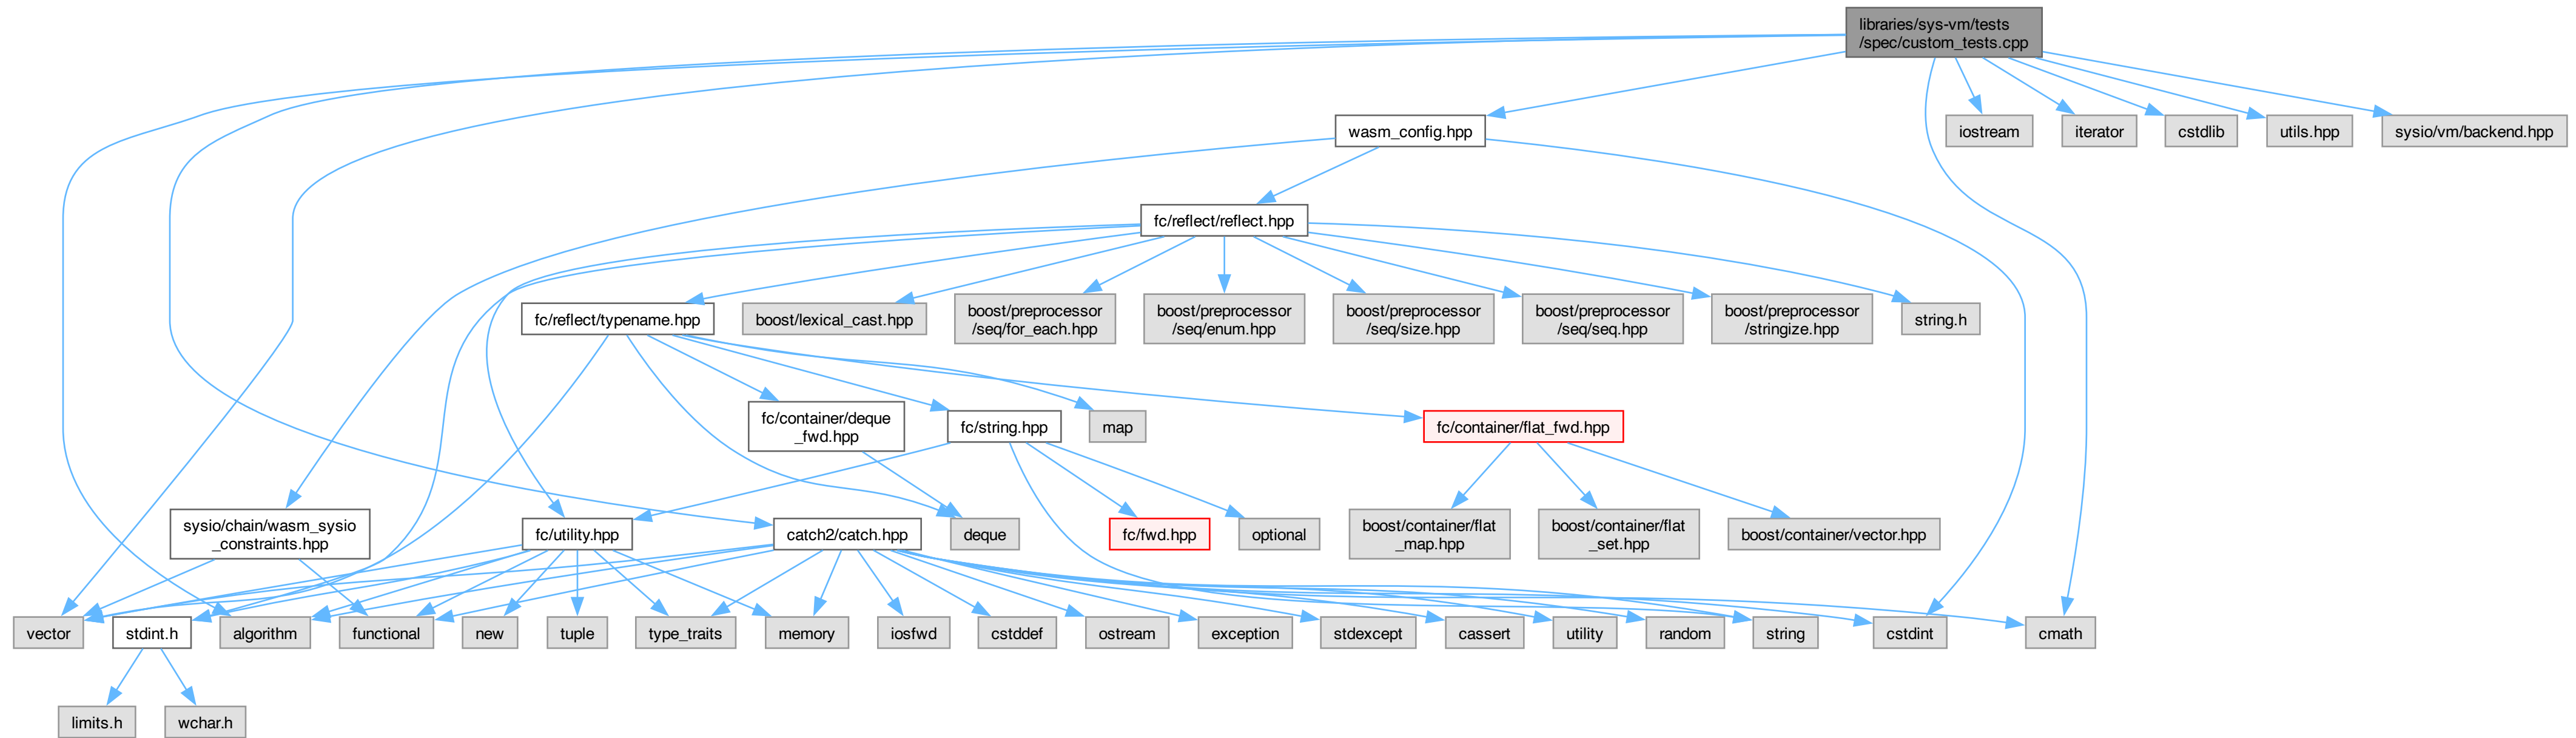 libraries/sys-vm/tests
/spec/custom_tests.cpp
wasm_config.hpp
iostream
iterator
cstdlib
utils.hpp
sysio/vm/backend.hpp
fc/reflect/reflect.hpp
fc/reflect/typename.hpp
boost/lexical_cast.hpp
boost/preprocessor
/seq/for_each.hpp
boost/preprocessor
/seq/enum.hpp
boost/preprocessor
/seq/size.hpp
boost/preprocessor
/seq/seq.hpp
boost/preprocessor
/stringize.hpp
string.h
fc/container/deque
_fwd.hpp
fc/string.hpp
map
fc/container/flat_fwd.hpp
sysio/chain/wasm_sysio
_constraints.hpp
fc/utility.hpp
catch2/catch.hpp
deque
fc/fwd.hpp
optional
boost/container/flat
_map.hpp
boost/container/flat
_set.hpp
boost/container/vector.hpp
vector
stdint.h
algorithm
functional
new
tuple
type_traits
memory
iosfwd
cstddef
ostream
exception
stdexcept
cassert
utility
random
string
cstdint
cmath
limits.h
wchar.h